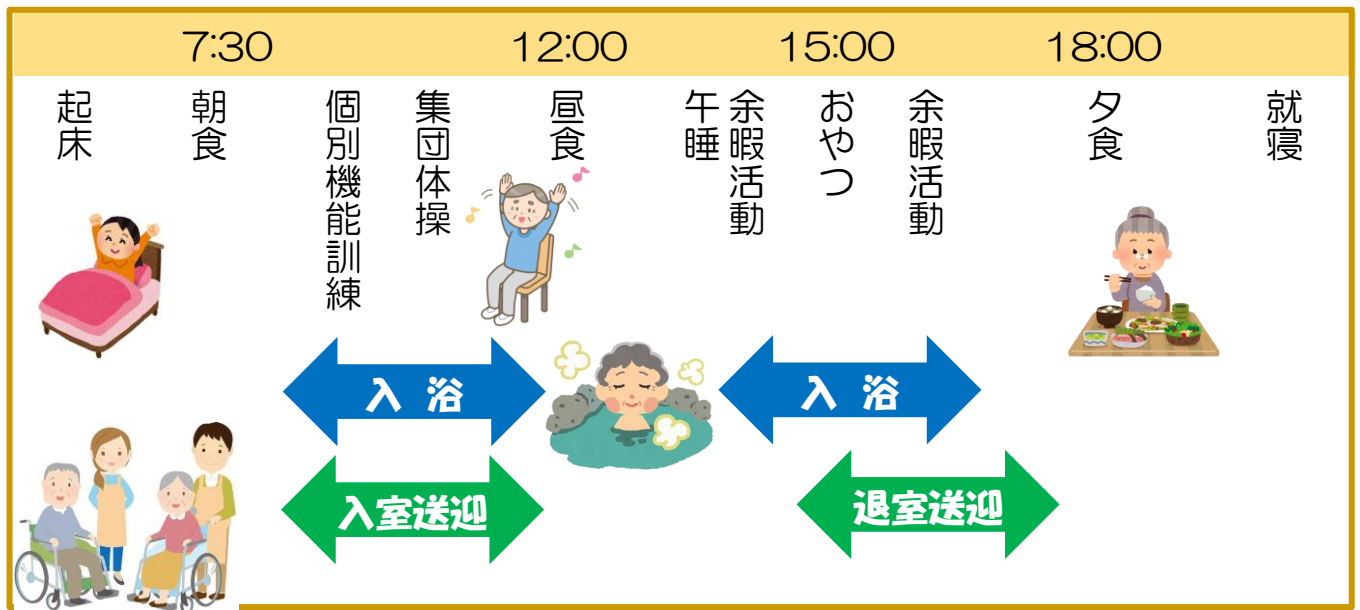 7:30
12:00
15:00
18:00
起床
朝食
個別機能訓練
集団体操
昼食
午睡
余暇活動
おやつ
余暇活動
夕食
就寝
入 浴
入 浴
入室送迎
退室送迎